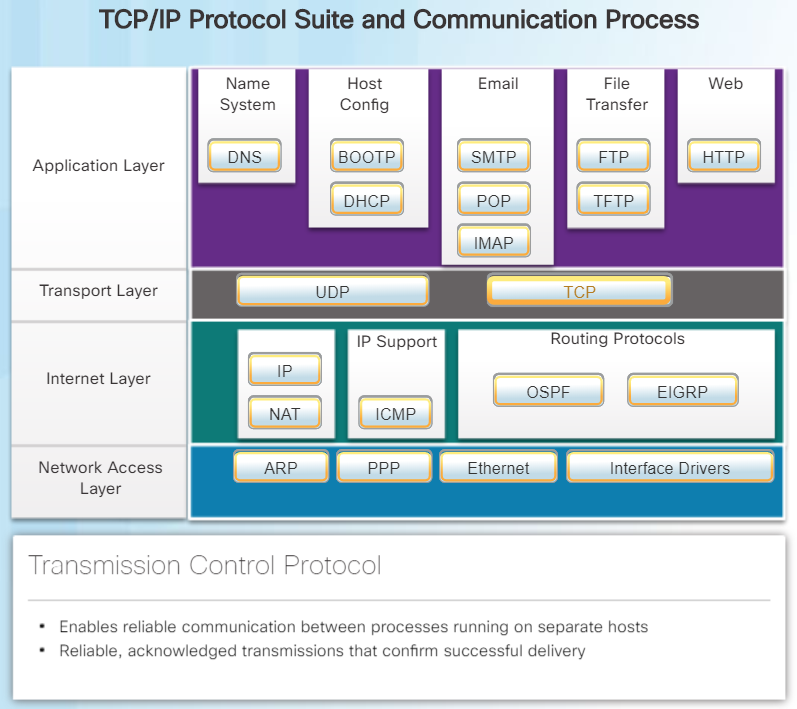 TCP/IP Protocol Suite and Communication Process
Application Layer
Name
System
DNS
Host
Config
BOOTP
DHCP
Email
SMTP
POP
IMAP
File
Transfer
FTP
TFTP
Web
HTTP
Transport Layer
UDP
TCP
Internet Layer
IP
NAT
IP Support
ICMP
Routing Protocols
OSPF
EIGRP
Network Access
Layer
ARP
PPP
Ethernet
Interface Drivers
Transmission Control Protocol
• Enables reliable communication between processes running on separate hosts
• Reliable, acknowledged transmissions that confirm successful delivery